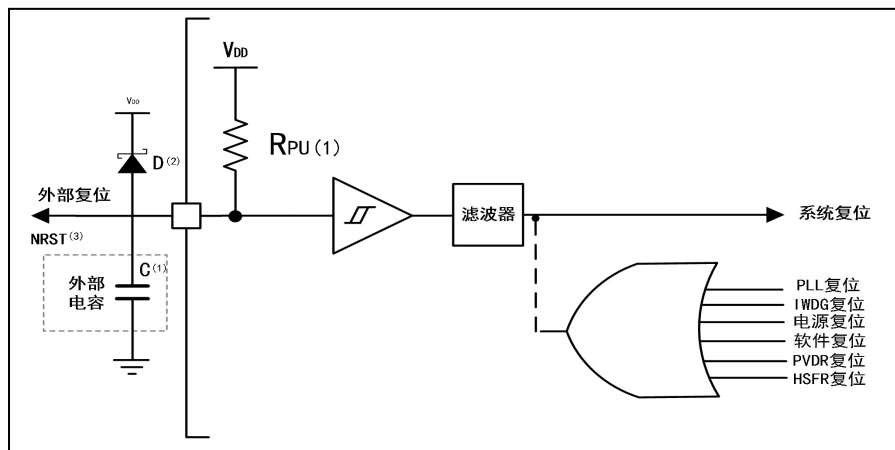 VDD
VDD
RPU(1)
D(2)
外部复位
NRST(3)
C(1)
外部
电容
滤波器
系统复位
PLL复位
IWDG复位
电源复位
软件复位
PVDR复位
HSFR复位